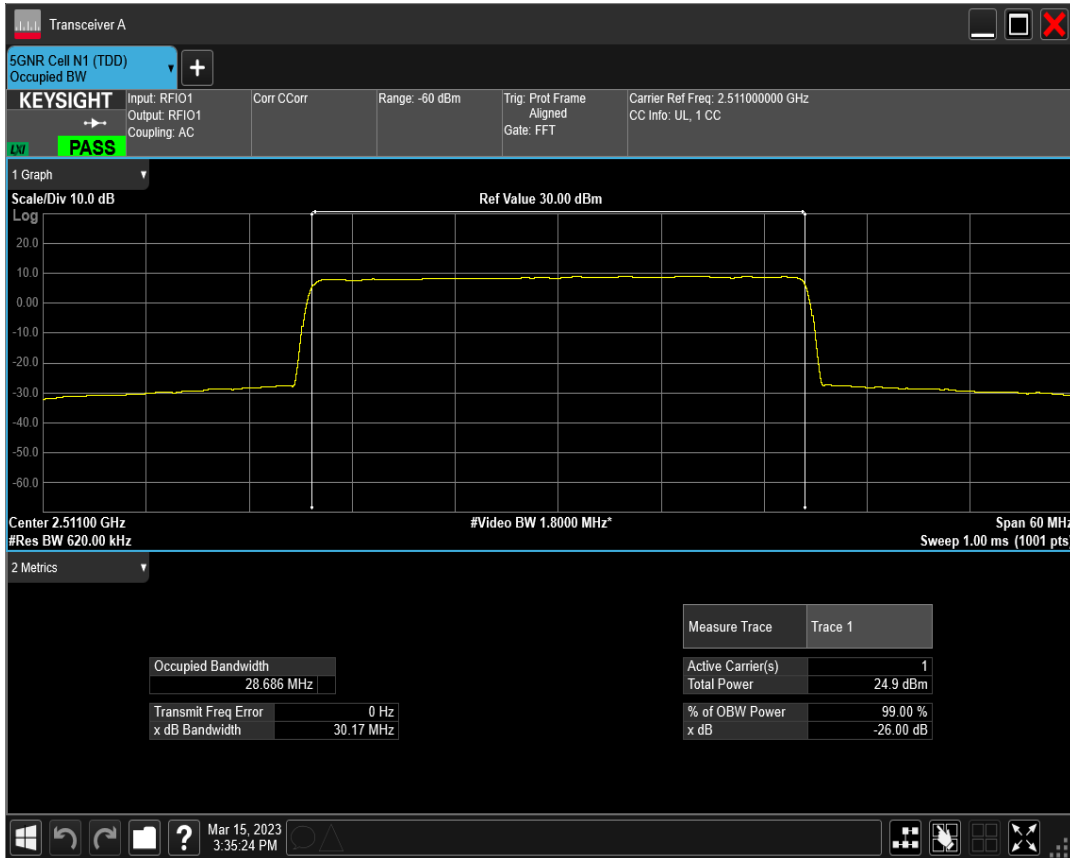 Transceiver A
5GNR Cell N1 (TDD)
Occupied BW
+
KEYSIGHT
LXI
PASS
Input: RFIO1
Output: RFIO1
Coupling: AC
Corr CCorr
Range: -60 dBm
Trig: Prot Frame
Aligned
Gate: FFT
Carrier Ref Freq: 2.511000000 GHz
CC Info: UL, 1 CC
1 Graph
Scale/Div 10.0 dB
Ref Value 30.00 dBm
Log
20.0
10.0
0.00
-10.0
-20.0
-30.0
-40.0
-50.0
-60.0
Center 2.51100 GHz
#Video BW 1.8000 MHz*
Span 60 MHz
#Res BW 620.00 kHz
Sweep 1.00 ms (1001 pts)
2 Metrics
Measure Trace Trace 1
Occupied Bandwidth
28.686 MHz
Active Carrier(s) 1
Total Power 24.9 dBm
Transmit Freq Error 0 Hz
x dB Bandwidth 30.17 MHz
% of OBW Power 99.00 %
x dB -26.00 dB
?
Mar 15, 2023
3:35:24 PM